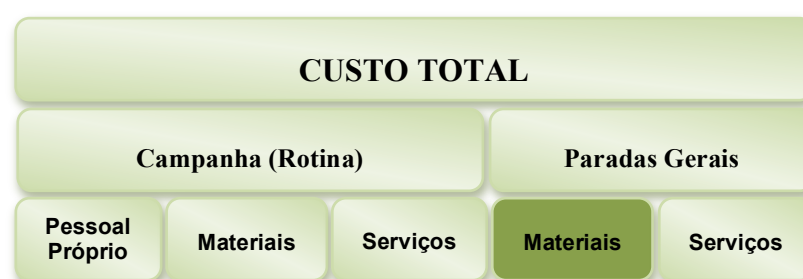 CUSTO TOTAL
Campanha (Rotina)
Paradas Gerais
Pessoal
Próprio
Materiais
Serviços
Materiais
Serviços